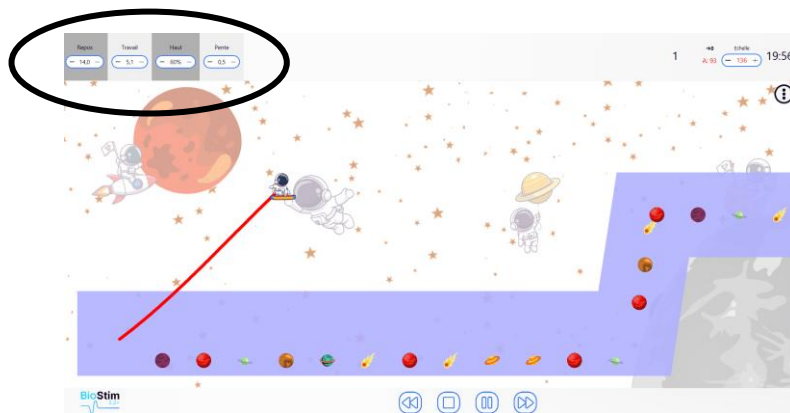 Repos Travail Haut Pente
− 14,0 − − 5,1 − − 80% − − 0,5 −
1 Echelle 19:56
A: 93 − 136 +
BioStim